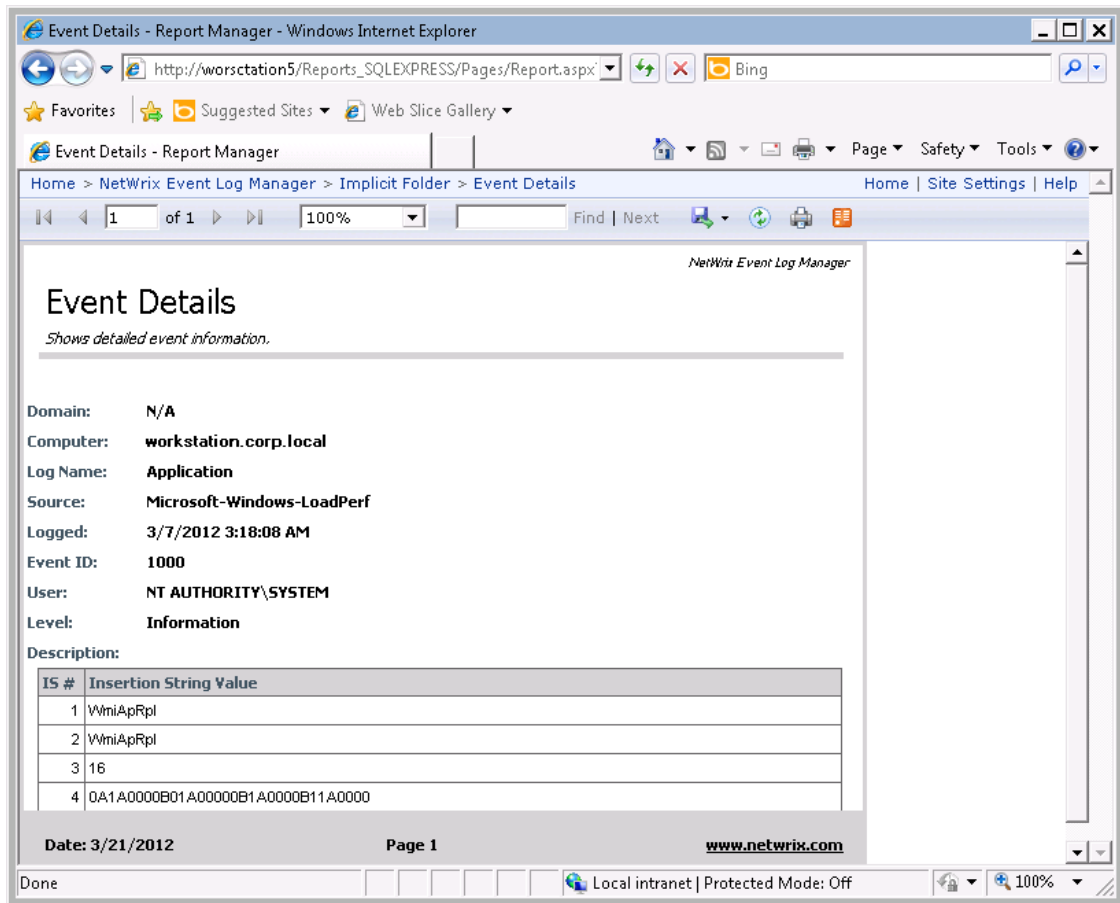 Event Details - Report Manager - Windows Internet Explorer
http://worsctation5/Reports_SQLEXPRESS/Pages/Report.aspx
Bing
Favorites Suggested Sites Web Slice Gallery
Event Details - Report Manager
Page Safety Tools
Home > NetWrix Event Log Manager > Implicit Folder > Event Details
Home | Site Settings | Help
1 of 1 100% Find | Next
NetWrix Event Log Manager
Event Details
Shows detailed event information.
Domain: N/A
Computer: workstation.corp.local
Log Name: Application
Source: Microsoft-Windows-LoadPerf
Logged: 3/7/2012 3:18:08 AM
Event ID: 1000
User: NT AUTHORITY\SYSTEM
Level: Information
Description:
IS # Insertion String Value
1 WmiApRpl
2 WmiApRpl
3 16
4 0A1A0000B01A00000B1A0000B11A0000
Date: 3/21/2012 Page 1 www.netwrix.com
Done Local intranet | Protected Mode: Off 100%